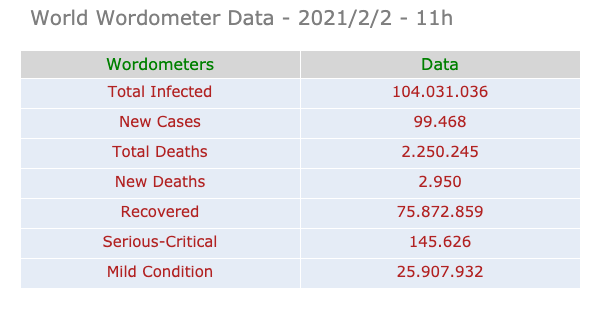 World Wordometer Data - 2021/2/2 - 11h
Wordometers Data
Total Infected 104.031.036
New Cases 99.468
Total Deaths 2.250.245
New Deaths 2.950
Recovered 75.872.859
Serious-Critical 145.626
Mild Condition 25.907.932